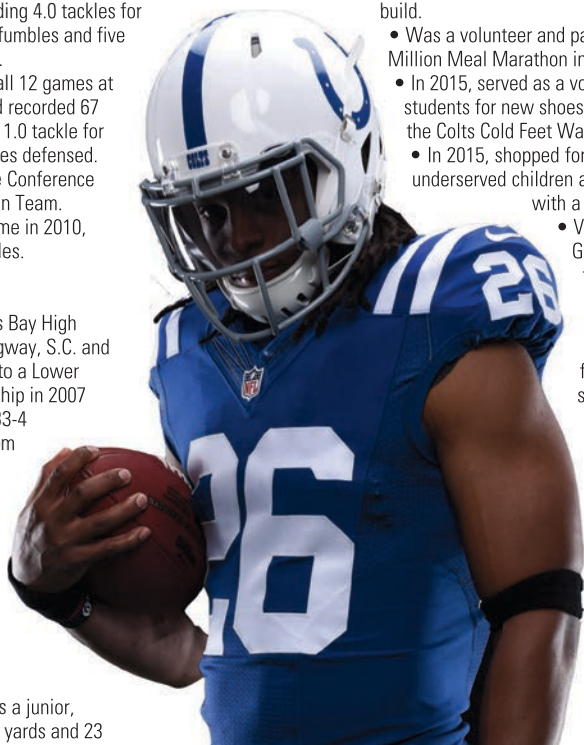 ding 4.0 tackles for
fumbles and five
all 12 games at
d recorded 67
1.0 tackle for
es defensed.
e Conference
n Team.
me in 2010,
les.
s Bay High
gway, S.C. and
to a Lower
hip in 2007
33-4
om
s a junior,
yards and 23
build.
• Was a volunteer and pa
Million Meal Marathon in
• In 2015, served as a vo
students for new shoes
the Colts Cold Feet Wa
• In 2015, shopped for
underserved children a
with a
• V
G
f
s
COLTS
26
NFL
26